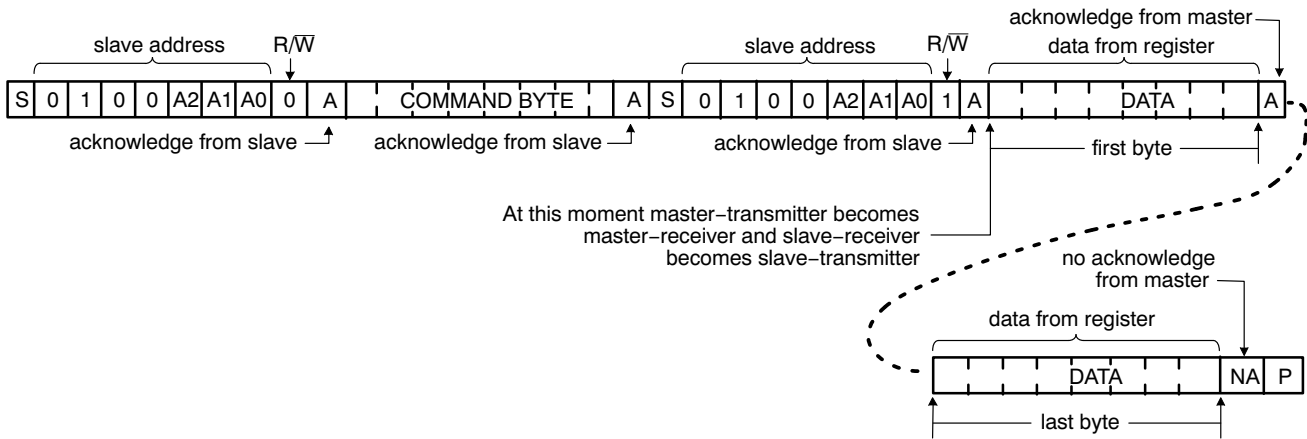 acknowledge from master
slave address R/W̅ slave address R/W̅ data from register
S 0 1 0 0 A2 A1 A0 0 A COMMAND BYTE A S 0 1 0 0 A2 A1 A0 1 A DATA A
acknowledge from slave acknowledge from slave acknowledge from slave first byte
At this moment master−transmitter becomes
master−receiver and slave−receiver
becomes slave−transmitter
no acknowledge
from master
data from register
DATA NA P
last byte